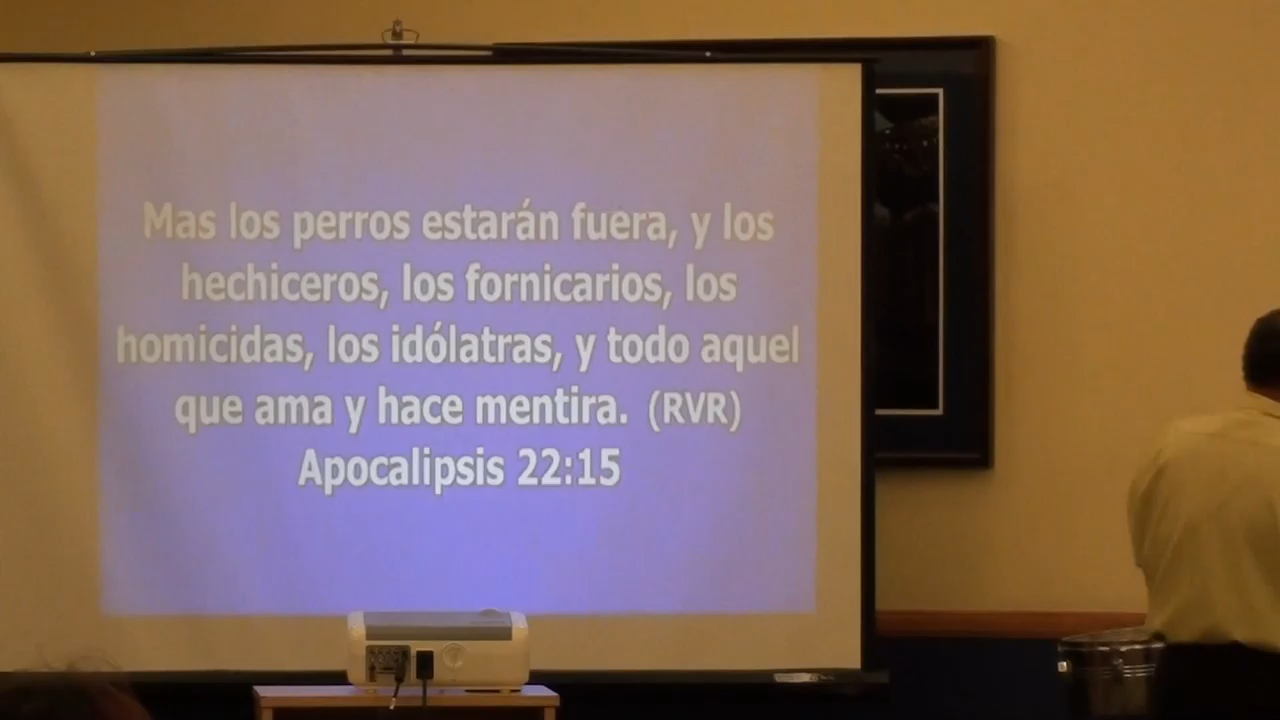 Mas los perros estarán fuera, y los
hechiceros, los fornicarios, los
homicidas, los idólatras, y todo aquel
que ama y hace mentira. (RVR)
Apocalipsis 22:15